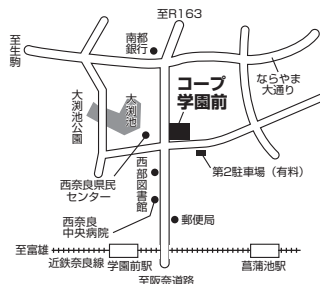 至R163
至生駒
南都
銀行
ならやま
大通り
大渕池公園
大渕池
コープ
学園前
第2駐車場（有料）
西奈良県民
センター
西部図書館
西奈良
中央病院
郵便局
至富雄
近鉄奈良線
学園前駅
菖蒲池駅
至阪奈道路